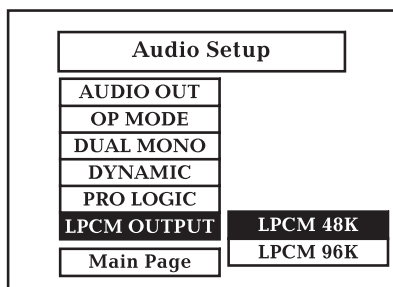 Audio Setup
AUDIO OUT
OP MODE
DUAL MONO
DYNAMIC
PRO LOGIC
LPCM OUTPUT
LPCM 48K
LPCM 96K
Main Page